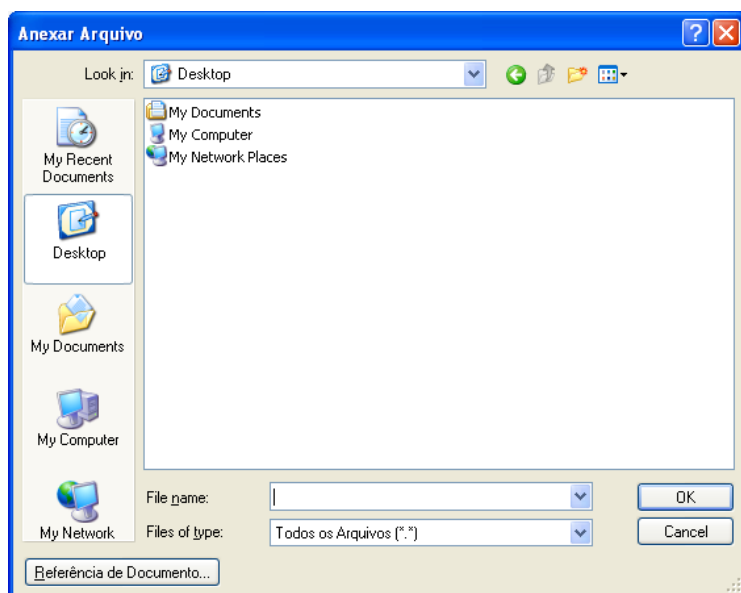 Anexar Arquivo
Look in:
Desktop
My Recent
Documents
Desktop
My Documents
My Computer
My Network
My Documents
My Computer
My Network Places
File name:
OK
Files of type:
Todos os Arquivos (*.*)
Cancel
Referência de Documento...